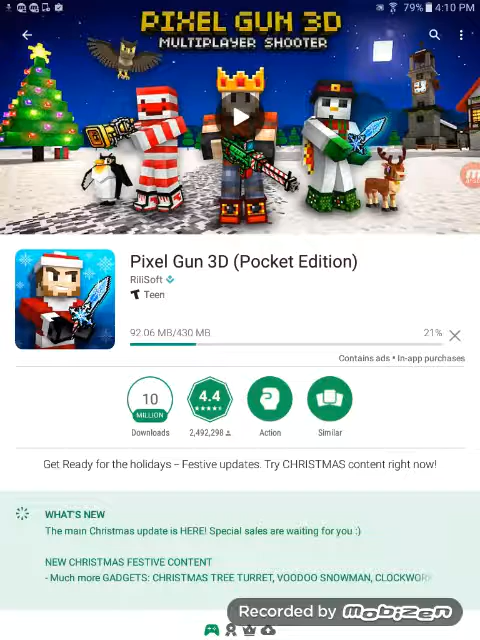 79% 4:10 PM
PIXEL GUN 3D
MULTIPLAYER SHOOTER
Pixel Gun 3D (Pocket Edition)
RiliSoft
T Teen
92.06 MB/430 MB
21%
Contains ads • In-app purchases
10
MILLION
4.4
Downloads
2,492,298
Action
Similar
Get Ready for the holidays – Festive updates. Try CHRISTMAS content right now!
WHAT'S NEW
The main Christmas update is HERE! Special sales are waiting for you :)
NEW CHRISTMAS FESTIVE CONTENT
- Much more GADGETS: CHRISTMAS TREE TURRET, VOODOO SNOWMAN, CLOCKWORK
Recorded by mobizen